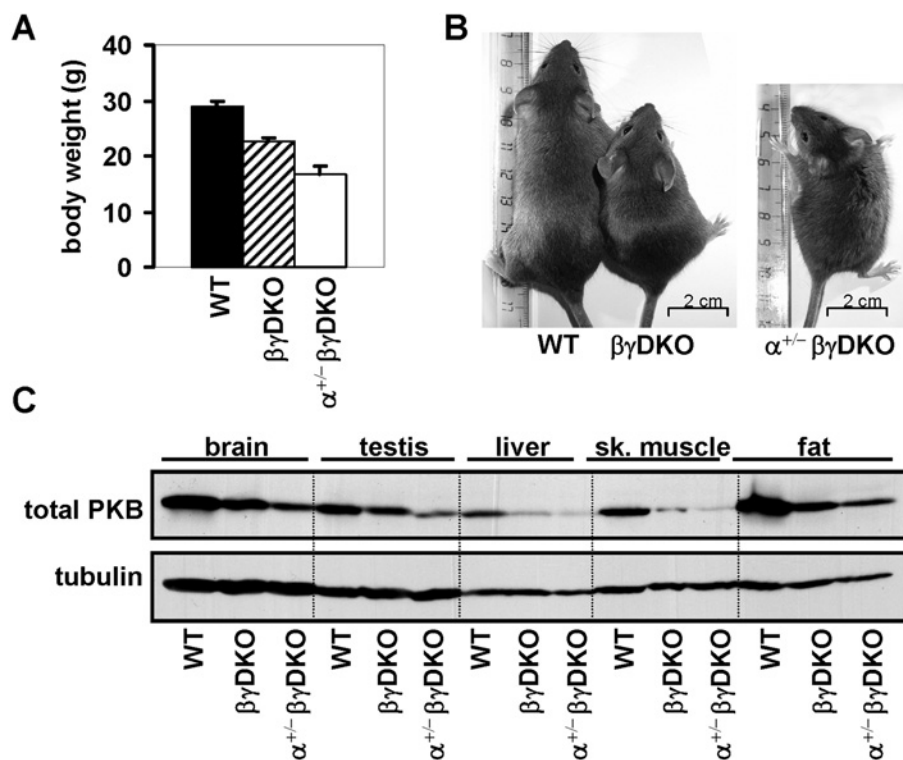 A
body weight (g)
40
30
20
10
0
WT
βγDKO
α+/- βγDKO
B
2 cm
2 cm
WT βγDKO
α+/- βγDKO
C
brain testis liver sk. muscle fat
total PKB
tubulin
WT
βγDKO
α+/- βγDKO
WT
βγDKO
α+/- βγDKO
WT
βγDKO
α+/- βγDKO
WT
βγDKO
α+/- βγDKO
WT
βγDKO
α+/- βγDKO